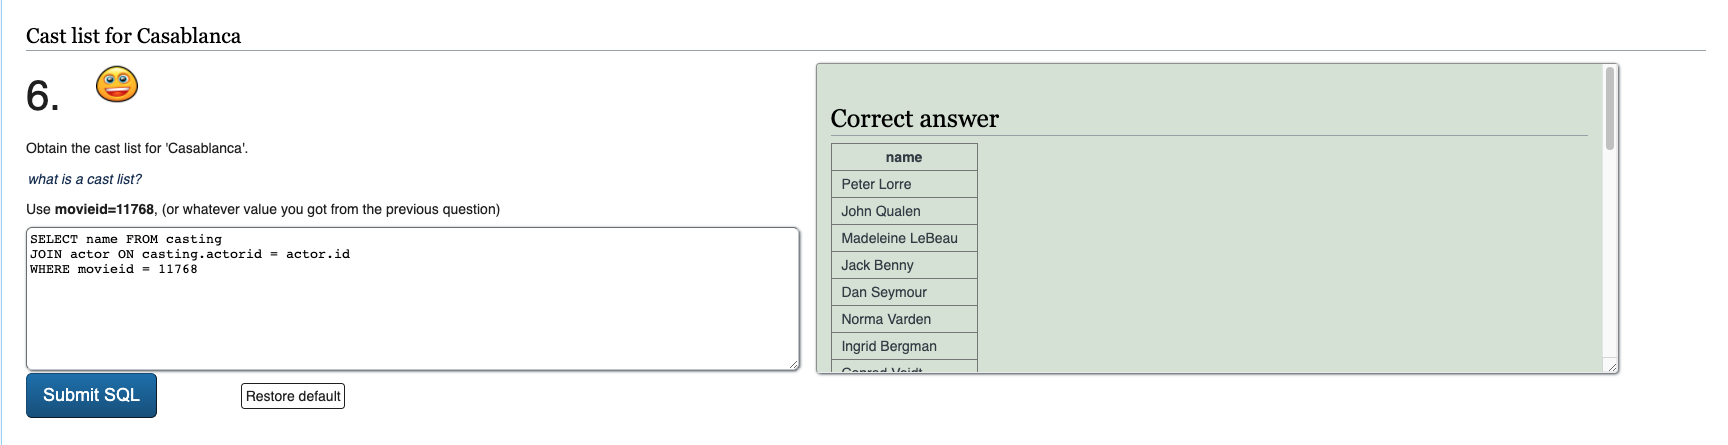 Cast list for Casablanca
6.
Obtain the cast list for 'Casablanca'.
what is a cast list?
Use movieid=11768, (or whatever value you got from the previous question)
SELECT name FROM casting
JOIN actor ON casting.actorid = actor.id
WHERE movieid = 11768
Submit SQL
Restore default
Correct answer
name
Peter Lorre
John Qualen
Madeleine LeBeau
Jack Benny
Dan Seymour
Norma Varden
Ingrid Bergman
Conrad Veidt